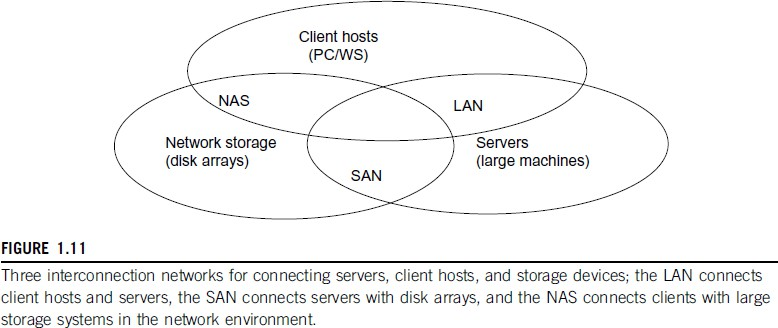 Client hosts
(PC/WS)
NAS
LAN
Network storage
(disk arrays)
Servers
(large machines)
SAN
FIGURE 1.11
Three interconnection networks for connecting servers, client hosts, and storage devices; the LAN connects
client hosts and servers, the SAN connects servers with disk arrays, and the NAS connects clients with large
storage systems in the network environment.